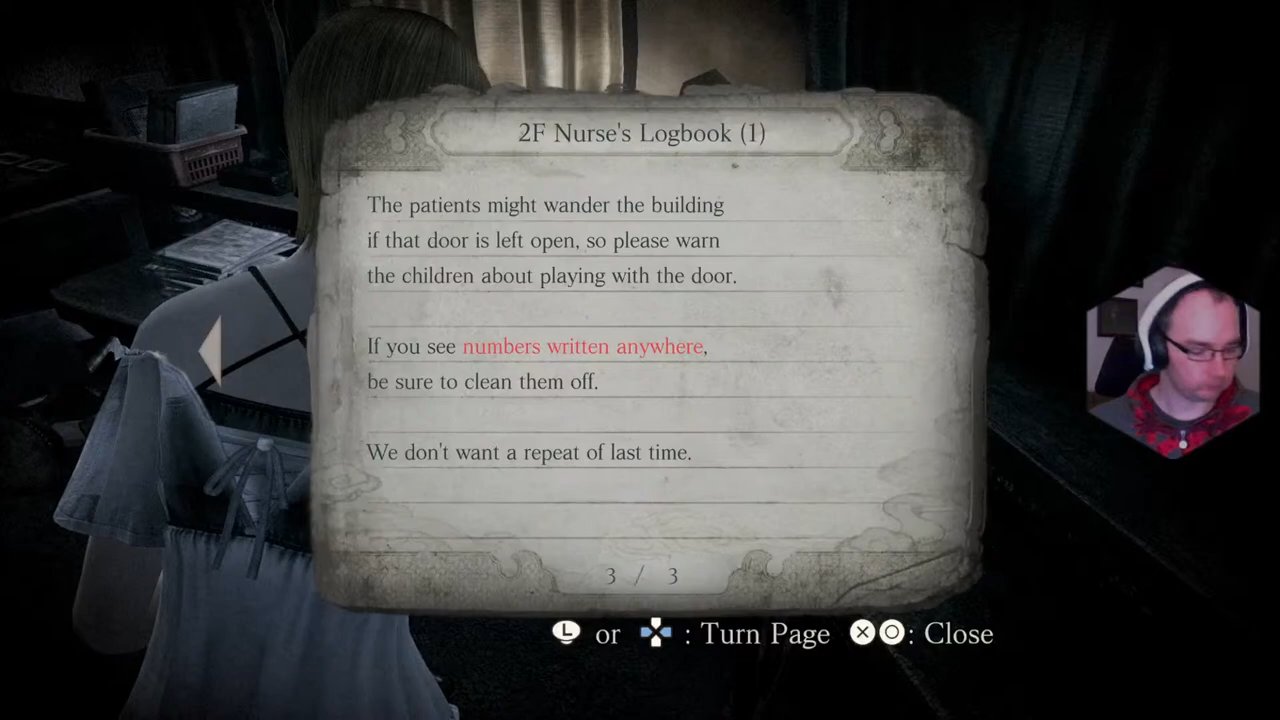 2F Nurse's Logbook (1)
The patients might wander the building
if that door is left open, so please warn
the children about playing with the door.
If you see numbers written anywhere,
be sure to clean them off.
We don't want a repeat of last time.
3 / 3
L or : Turn Page : Close